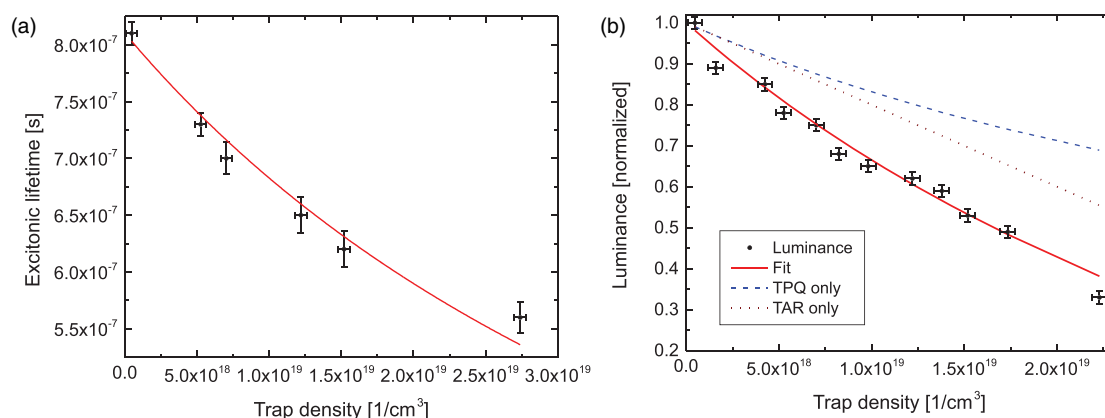 (a)
Excitonic lifetime [s]
8.0x10⁻⁷
7.5x10⁻⁷
7.0x10⁻⁷
6.5x10⁻⁷
6.0x10⁻⁷
5.5x10⁻⁷
0.0 5.0x10¹⁸ 1.0x10¹⁹ 1.5x10¹⁹ 2.0x10¹⁹ 2.5x10¹⁹ 3.0x10¹⁹
Trap density [1/cm³]
(b)
Luminance [normalized]
1.0
0.9
0.8
0.7
0.6
0.5
0.4
0.3
0.2
Luminance
Fit
TPQ only
TAR only
0.0 5.0x10¹⁸ 1.0x10¹⁹ 1.5x10¹⁹ 2.0x10¹⁹
Trap density [1/cm³]